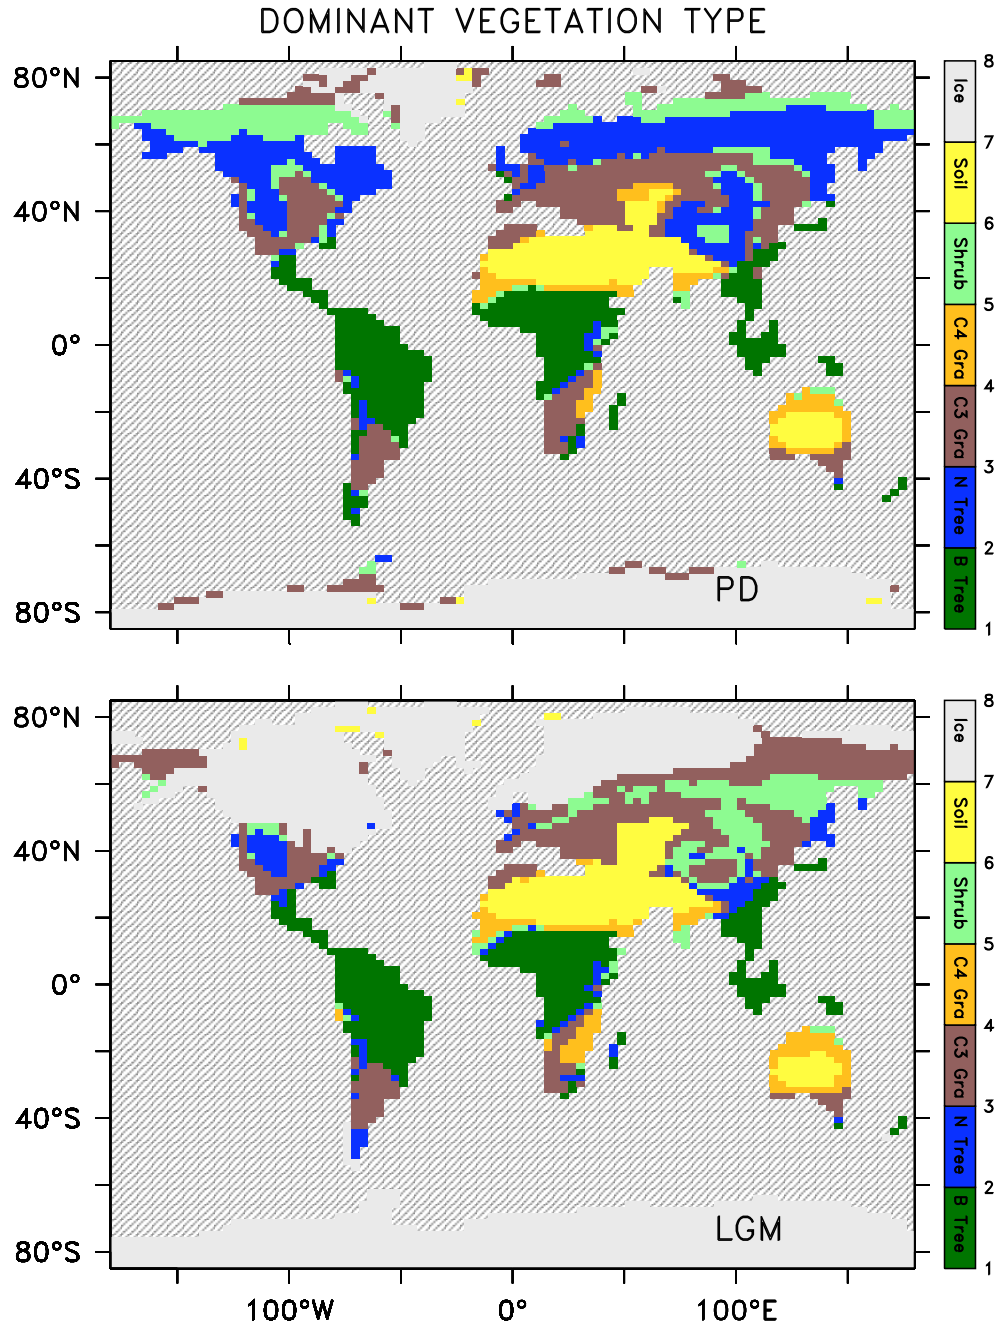 DOMINANT VEGETATION TYPE
80°N
40°N
0°
40°S
80°S
PD
8
7
6
5
4
3
2
1
Ice
Soil
Shrub
C4 Gra
C3 Gra
N Tree
B Tree
80°N
40°N
0°
40°S
80°S
LGM
100°W
0°
100°E
8
7
6
5
4
3
2
1
Ice
Soil
Shrub
C4 Gra
C3 Gra
N Tree
B Tree